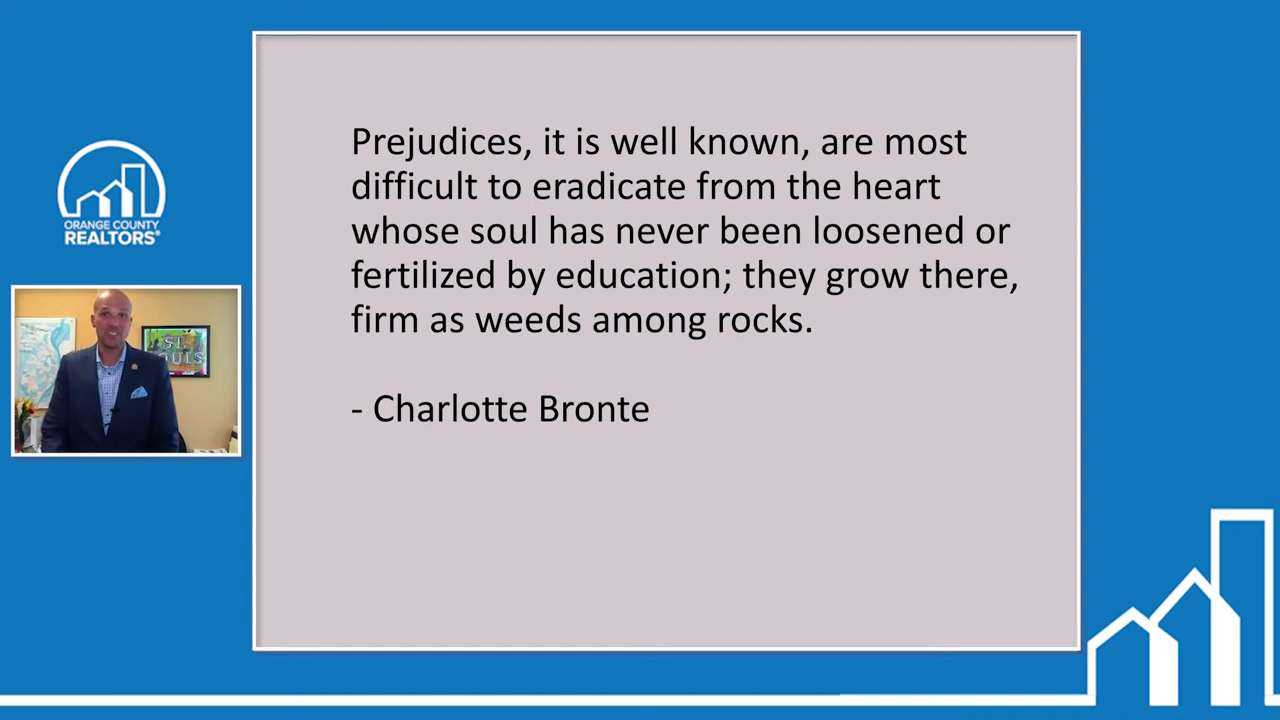 ORANGE COUNTY
REALTORS®
ST.
Prejudices, it is well known, are most
difficult to eradicate from the heart
whose soul has never been loosened or
fertilized by education; they grow there,
firm as weeds among rocks.
- Charlotte Bronte